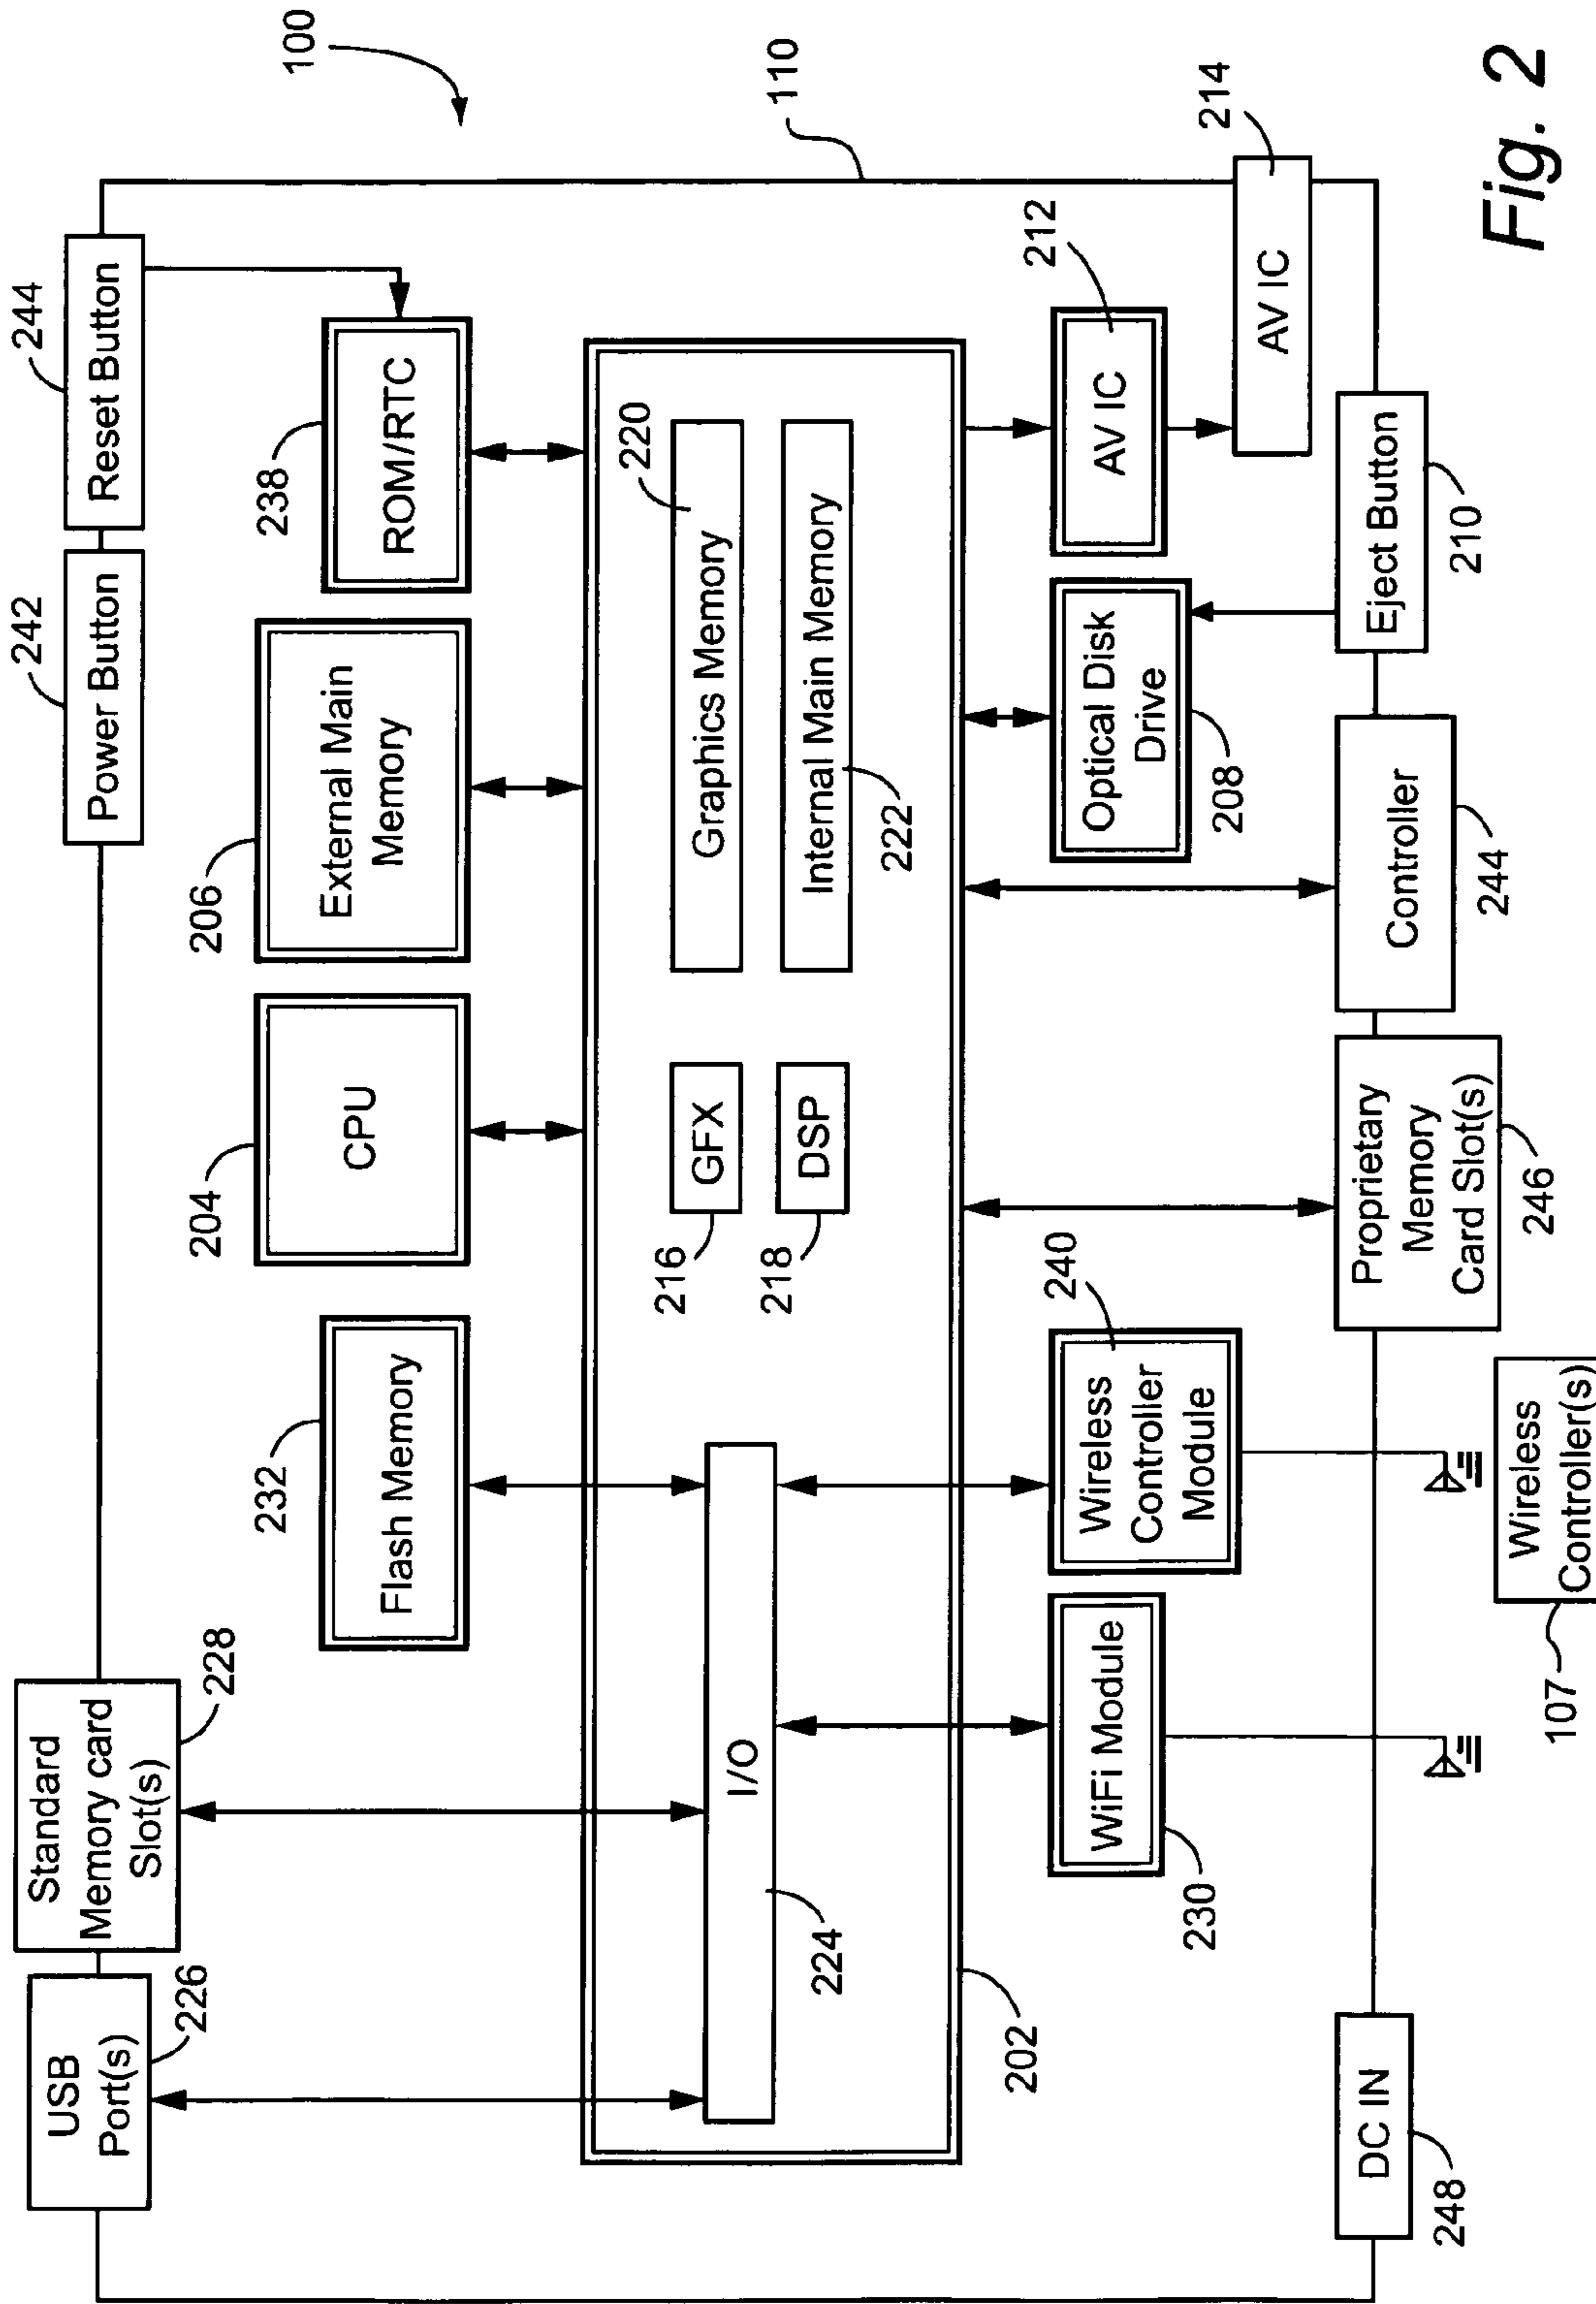 100
110
244
Reset Button
242
Power Button
238
ROM/RTC
206
External Main
Memory
204
CPU
232
Flash Memory
228
Standard
Memory card
Slot(s)
226
USB
Port(s)
220
Graphics Memory
Internal Main Memory
222
GFX
216
DSP
218
I/O
224
202
212
AV IC
214
AV IC
Optical Disk
Drive
208
Eject Button
210
Controller
244
Proprietary
Memory
Card Slot(s)
246
240
Wireless
Controller
Module
WiFi Module
230
Wireless
Controller(s)
107
DC IN
248
Fig. 2